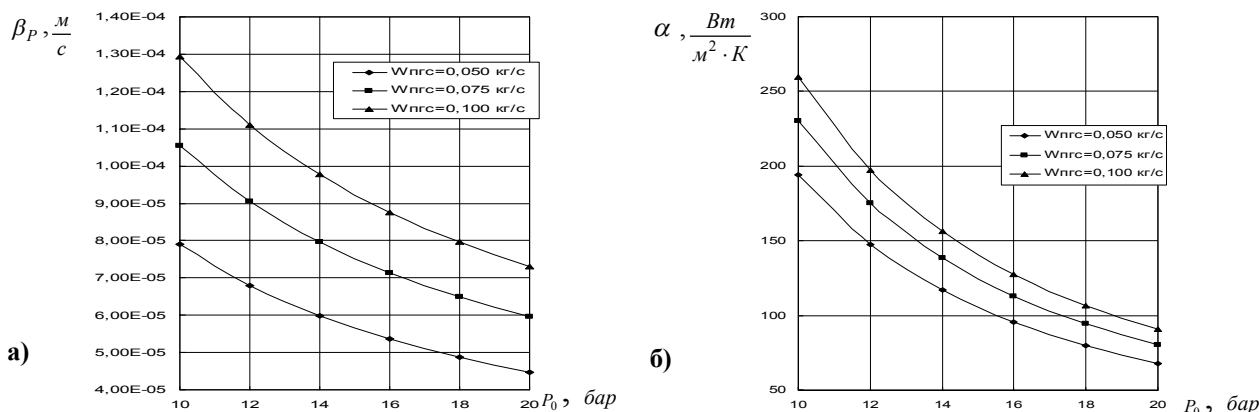 β_P, м/с
1,40E-04
1,30E-04
1,20E-04
1,10E-04
1,00E-04
9,00E-05
8,00E-05
7,00E-05
6,00E-05
5,00E-05
4,00E-05
Wпгс=0,050 кг/с
Wпгс=0,075 кг/с
Wпгс=0,100 кг/с
а)
10 12 14 16 18 20 P_0, бар
α, Вт/м² · К
300
250
200
150
100
50
Wпгс=0,050 кг/с
Wпгс=0,075 кг/с
Wпгс=0,100 кг/с
б)
10 12 14 16 18 20 P_0, бар